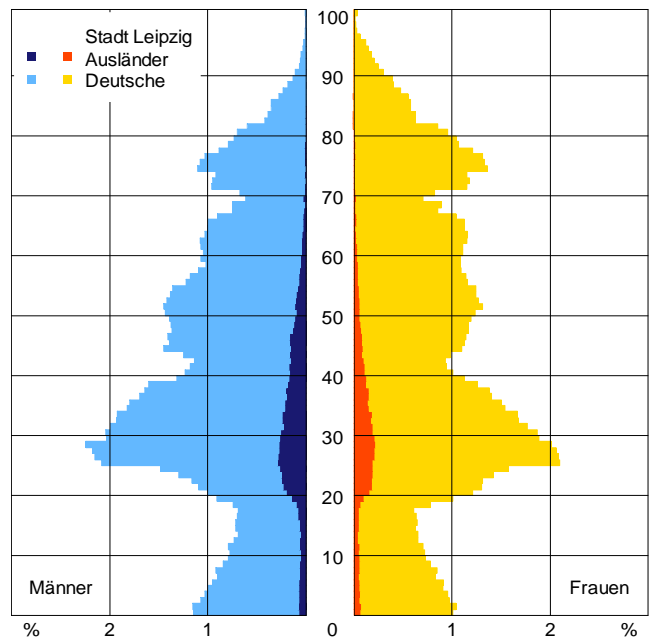 100
Stadt Leipzig
Ausländer
Deutsche
90
80
70
60
50
40
30
20
10
Männer
Frauen
% 2 1 0 1 2 %